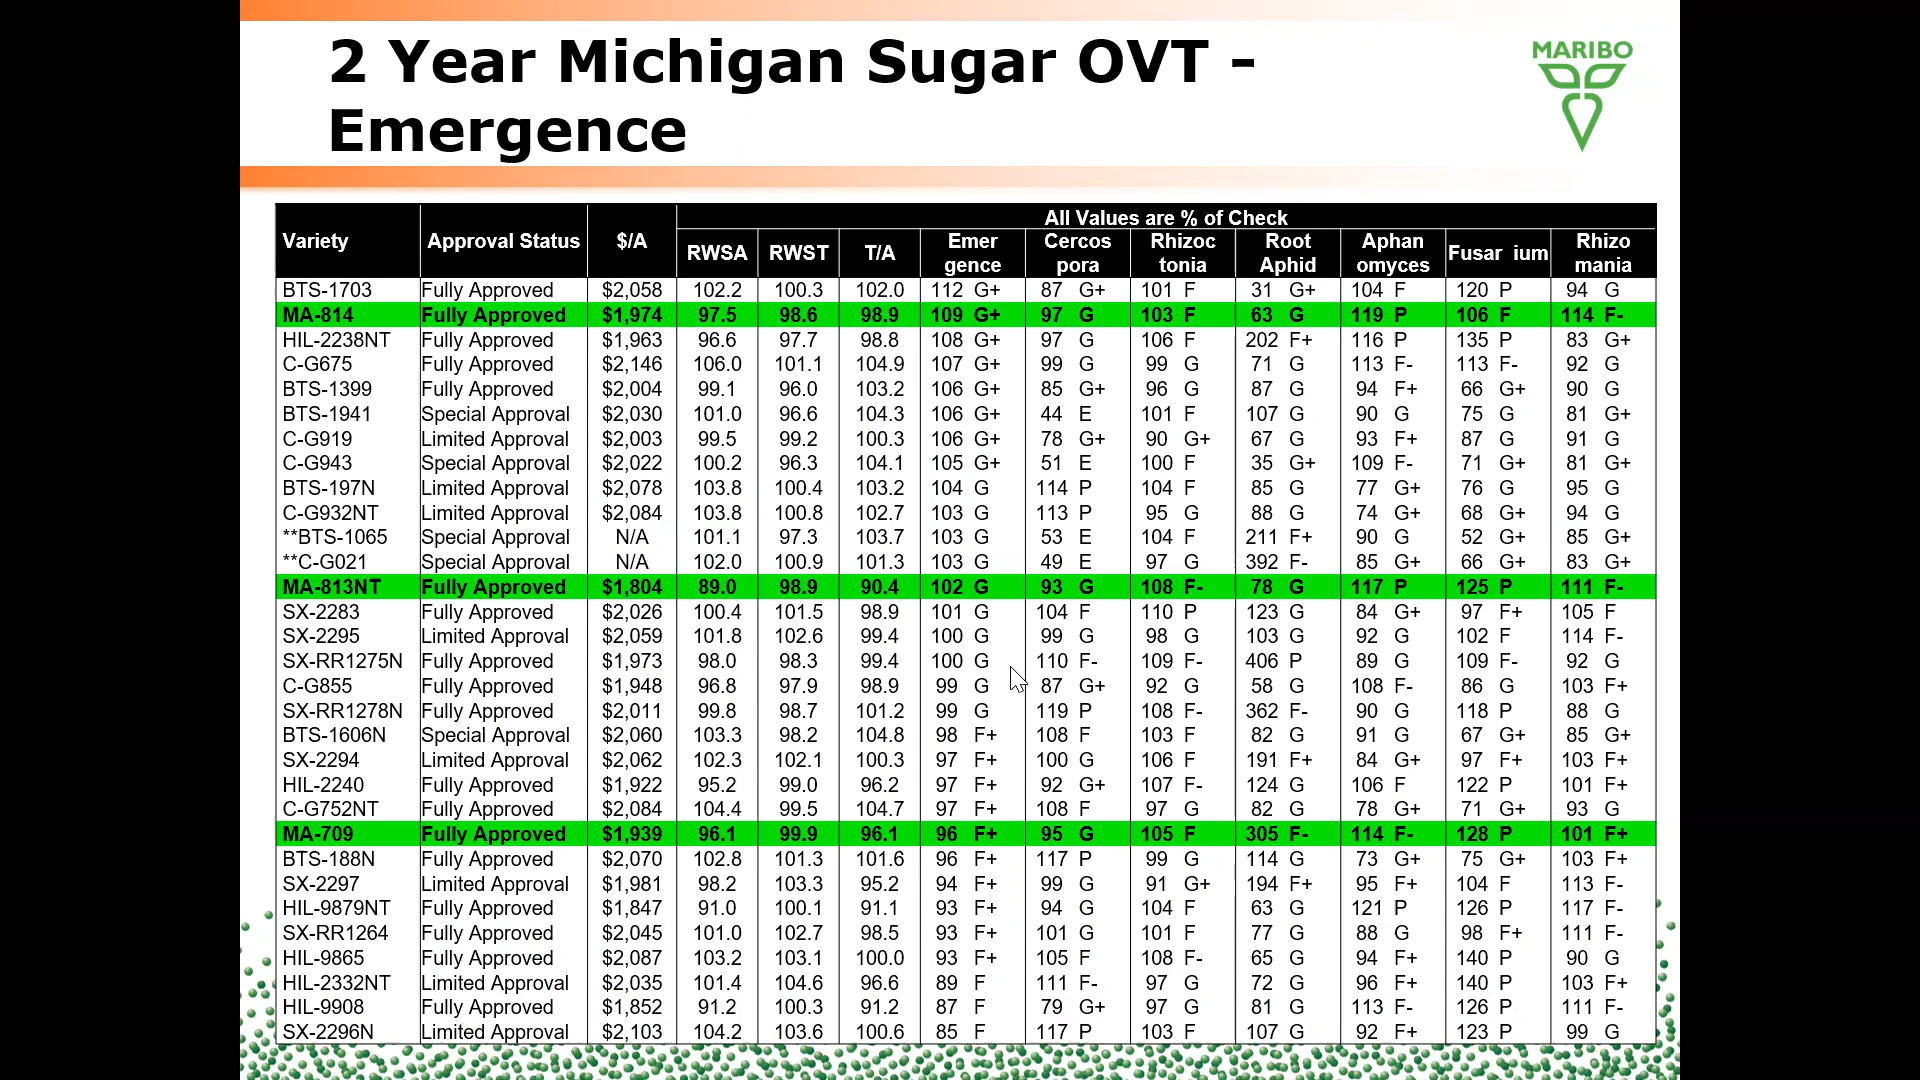 2 Year Michigan Sugar OVT -
Emergence
MARIBO
All Values are % of Check
Variety Approval Status $/A RWSA RWST T/A Emer gence Cercos pora Rhizoc tonia Root Aphid Aphan omyces Fusar ium Rhizo mania
BTS-1703 Fully Approved $2,058 102.2 100.3 102.0 112 G+ 87 G+ 101 F 31 G+ 104 F 120 P 94 G
MA-814 Fully Approved $1,974 97.5 98.6 98.9 109 G+ 97 G 103 F 63 G 119 P 106 F 114 F-
HIL-2238NT Fully Approved $1,963 96.6 97.7 98.8 108 G+ 97 G 106 F 202 F+ 116 P 135 P 83 G+
C-G675 Fully Approved $2,146 106.0 101.1 104.9 107 G+ 99 G 99 G 71 G 113 F- 113 F- 92 G
BTS-1399 Fully Approved $2,004 99.1 96.0 103.2 106 G+ 85 G+ 96 G 87 G 94 F+ 66 G+ 90 G
BTS-1941 Special Approval $2,030 101.0 96.6 104.3 106 G+ 44 E 101 F 107 G 90 G 75 G 81 G+
C-G919 Limited Approval $2,003 99.5 99.2 100.3 106 G+ 78 G+ 90 G+ 67 G 93 F+ 87 G 91 G
C-G943 Special Approval $2,022 100.2 96.3 104.1 105 G+ 51 E 100 F 35 G+ 109 F- 71 G+ 81 G+
BTS-197N Limited Approval $2,078 103.8 100.4 103.2 104 G 114 P 104 F 85 G 77 G+ 76 G 95 G
C-G932NT Limited Approval $2,084 103.8 100.8 102.7 103 G 113 P 95 G 88 G 74 G+ 68 G+ 94 G
**BTS-1065 Special Approval N/A 101.1 97.3 103.7 103 G 53 E 104 F 211 F+ 90 G 52 G+ 85 G+
**C-G021 Special Approval N/A 102.0 100.9 101.3 103 G 49 E 97 G 392 F- 85 G+ 66 G+ 83 G+
MA-813NT Fully Approved $1,804 89.0 98.9 90.4 102 G 93 G 108 F- 78 G 117 P 125 P 111 F-
SX-2283 Fully Approved $2,026 100.4 101.5 98.9 101 G 104 F 110 P 123 G 84 G+ 97 F+ 105 F
SX-2295 Limited Approval $2,059 101.8 102.6 99.4 100 G 99 G 98 G 103 G 92 G 102 F 114 F-
SX-RR1275N Fully Approved $1,973 98.0 98.3 99.4 100 G 110 F- 109 F- 406 P 89 G 109 F- 92 G
C-G855 Fully Approved $1,948 96.8 97.9 98.9 99 G 87 G+ 92 G 58 G 108 F- 86 G 103 F+
SX-RR1278N Fully Approved $2,011 99.8 98.7 101.2 99 G 119 P 108 F- 362 F- 90 G 118 P 88 G
BTS-1606N Special Approval $2,060 103.3 98.2 104.8 98 F+ 108 F 103 F 82 G 91 G 67 G+ 85 G+
SX-2294 Limited Approval $2,062 102.3 102.1 100.3 97 F+ 100 G 106 F 191 F+ 84 G+ 97 F+ 103 F+
HIL-2240 Fully Approved $1,922 95.2 99.0 96.2 97 F+ 92 G+ 107 F- 124 G 106 F 122 P 101 F+
C-G752NT Fully Approved $2,084 104.4 99.5 104.7 97 F+ 108 F 97 G 82 G 78 G+ 71 G+ 93 G
MA-709 Fully Approved $1,939 96.1 99.9 96.1 96 F+ 95 G 105 F 305 F- 114 F- 128 P 101 F+
BTS-188N Fully Approved $2,070 102.8 101.3 101.6 96 F+ 117 P 99 G 114 G 73 G+ 75 G+ 103 F+
SX-2297 Limited Approval $1,981 98.2 103.3 95.2 94 F+ 99 G 91 G+ 194 F+ 95 F+ 104 F 113 F-
HIL-9879NT Fully Approved $1,847 91.0 100.1 91.1 93 F+ 94 G 104 F 63 G 121 P 126 P 117 F-
SX-RR1264 Fully Approved $2,045 101.0 102.7 98.5 93 F+ 101 G 101 F 77 G 88 G 98 F+ 111 F-
HIL-9865 Fully Approved $2,087 103.2 103.1 100.0 93 F+ 105 F 108 F- 65 G 94 F+ 140 P 90 G
HIL-2332NT Limited Approval $2,035 101.4 104.6 96.6 89 F 111 F- 97 G 72 G 96 F+ 140 P 103 F+
HIL-9908 Fully Approved $1,852 91.2 100.3 91.2 87 F 79 G+ 97 G 81 G 113 F- 126 P 111 F-
SX-2296N Limited Approval $2,103 104.2 103.6 100.6 85 F 117 P 103 F 107 G 92 F+ 123 P 99 G